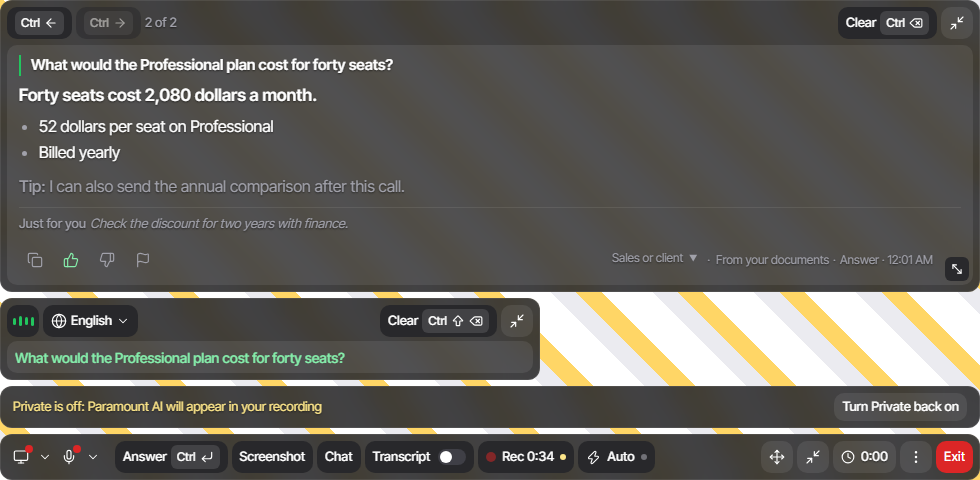 Ctrl ← Ctrl → 2 of 2 Clear Ctrl ⌫
What would the Professional plan cost for forty seats?
Forty seats cost 2,080 dollars a month.
• 52 dollars per seat on Professional
• Billed yearly
Tip: I can also send the annual comparison after this call.
Just for you Check the discount for two years with finance.
Sales or client ▼ · From your documents · Answer · 12:01 AM
English Clear Ctrl ⇧ ⌫
What would the Professional plan cost for forty seats?
Private is off: Paramount AI will appear in your recording Turn Private back on
Answer Ctrl ↵ Screenshot Chat Transcript Rec 0:34 Auto 0:00 Exit